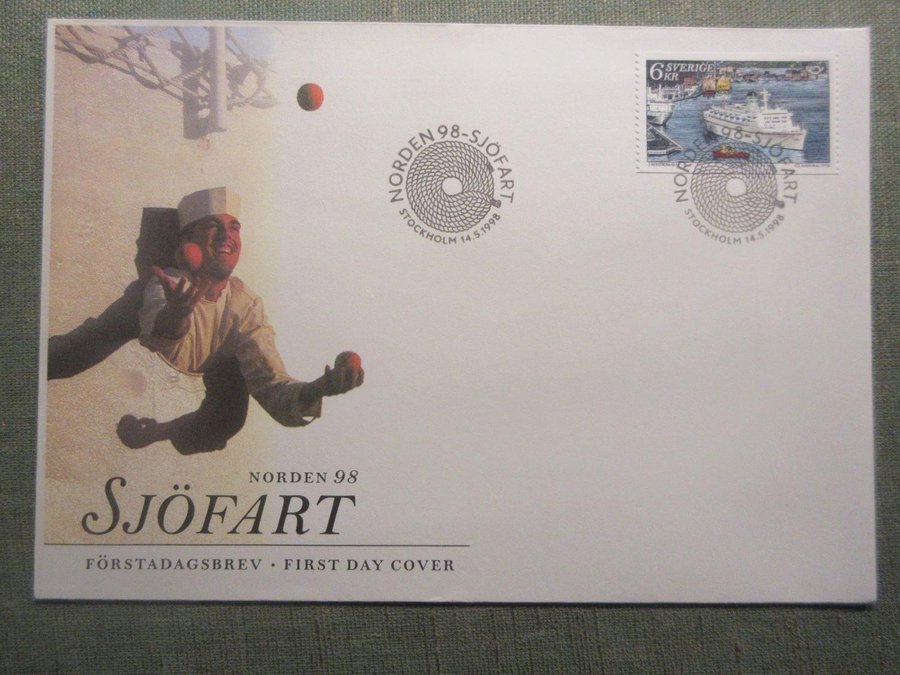 6 SVERIGE
KR
NORDEN 98-SJÖFART
STOCKHOLM 14.5.1998
NORDEN 98-SJÖFART
STOCKHOLM 14.5.1998
NORDEN 98
SJÖFART
FÖRSTADAGSBREV · FIRST DAY COVER